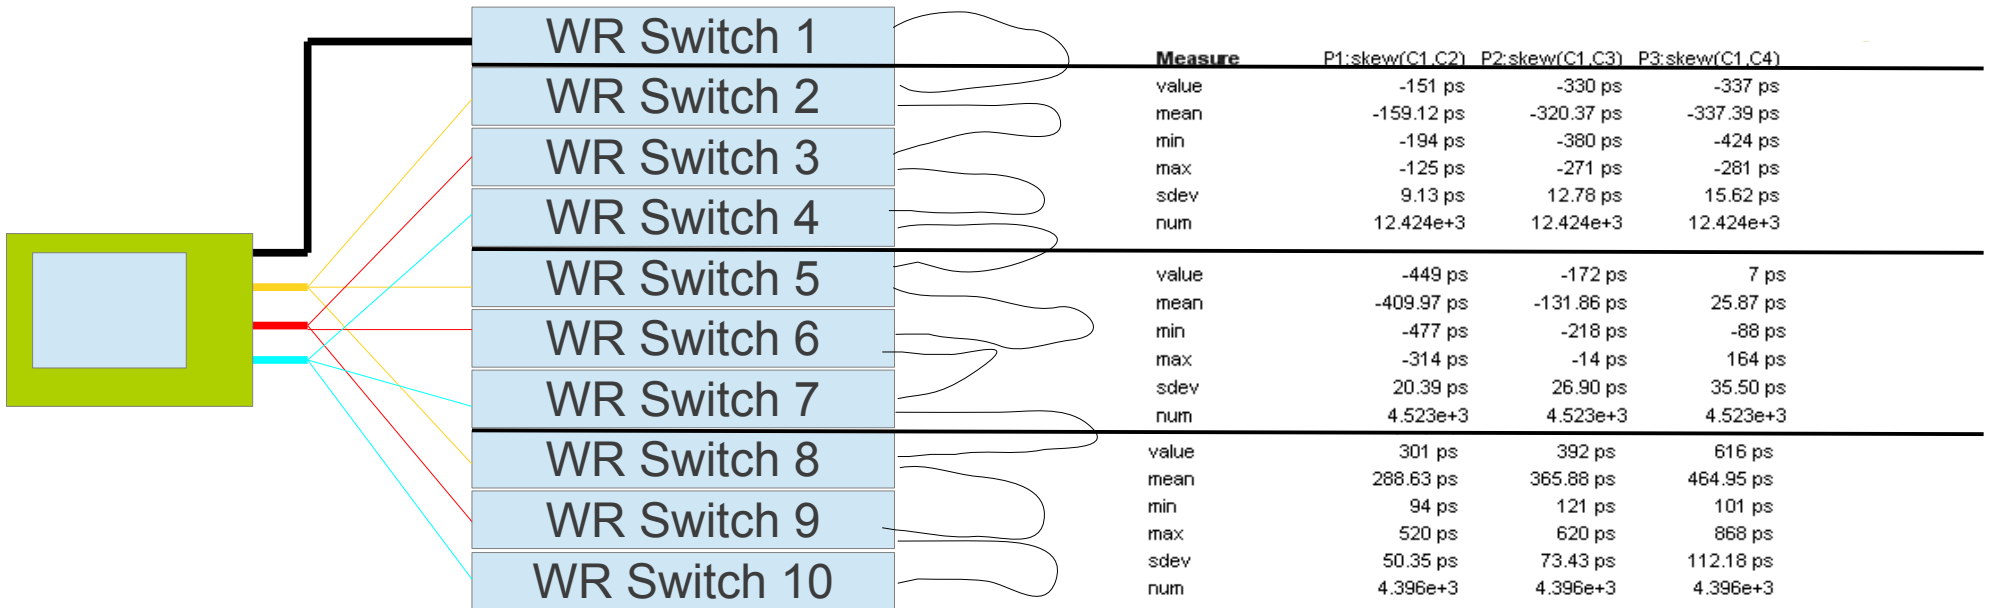 WR Switch 1
WR Switch 2
WR Switch 3
WR Switch 4
WR Switch 5
WR Switch 6
WR Switch 7
WR Switch 8
WR Switch 9
WR Switch 10
Measure P1:skew(C1,C2) P2:skew(C1,C3) P3:skew(C1,C4)
value -151 ps -330 ps -337 ps
mean -159.12 ps -320.37 ps -337.39 ps
min -194 ps -380 ps -424 ps
max -125 ps -271 ps -281 ps
sdev 9.13 ps 12.78 ps 15.62 ps
num 12.424e+3 12.424e+3 12.424e+3
value -449 ps -172 ps 7 ps
mean -409.97 ps -131.86 ps 25.87 ps
min -477 ps -218 ps -88 ps
max -314 ps -14 ps 164 ps
sdev 20.39 ps 26.90 ps 35.50 ps
num 4.523e+3 4.523e+3 4.523e+3
value 301 ps 392 ps 616 ps
mean 288.63 ps 365.88 ps 464.95 ps
min 94 ps 121 ps 101 ps
max 520 ps 620 ps 868 ps
sdev 50.35 ps 73.43 ps 112.18 ps
num 4.396e+3 4.396e+3 4.396e+3